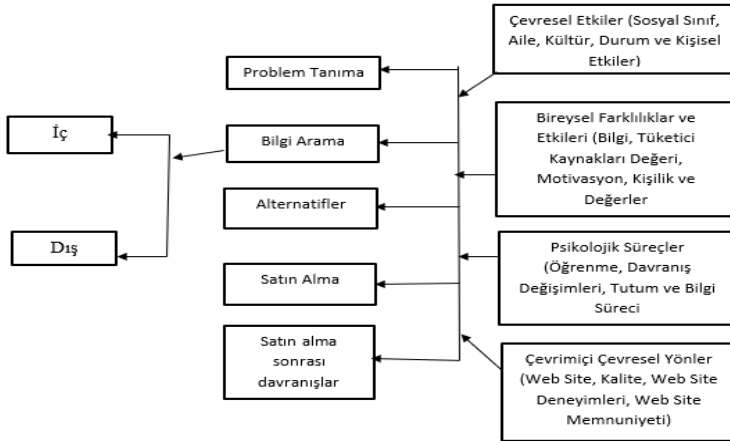 Problem Tanıma
Bilgi Arama
Alternatifler
Satın Alma
Satın alma
sonrası
davranışlar
İç
Dış
Çevresel Etkiler (Sosyal Sınıf,
Aile, Kültür, Durum ve Kişisel
Etkiler)
Bireysel Farklılıklar ve
Etkileri (Bilgi, Tüketici
Kaynakları Değeri,
Motivasyon, Kişilik ve
Değerler
Psikolojik Süreçler
(Öğrenme, Davranış
Değişimleri, Tutum ve Bilgi
Süreci
Çevrimiçi Çevresel Yönler
(Web Site, Kalite, Web Site
Deneyimleri, Web Site
Memnuniyeti)